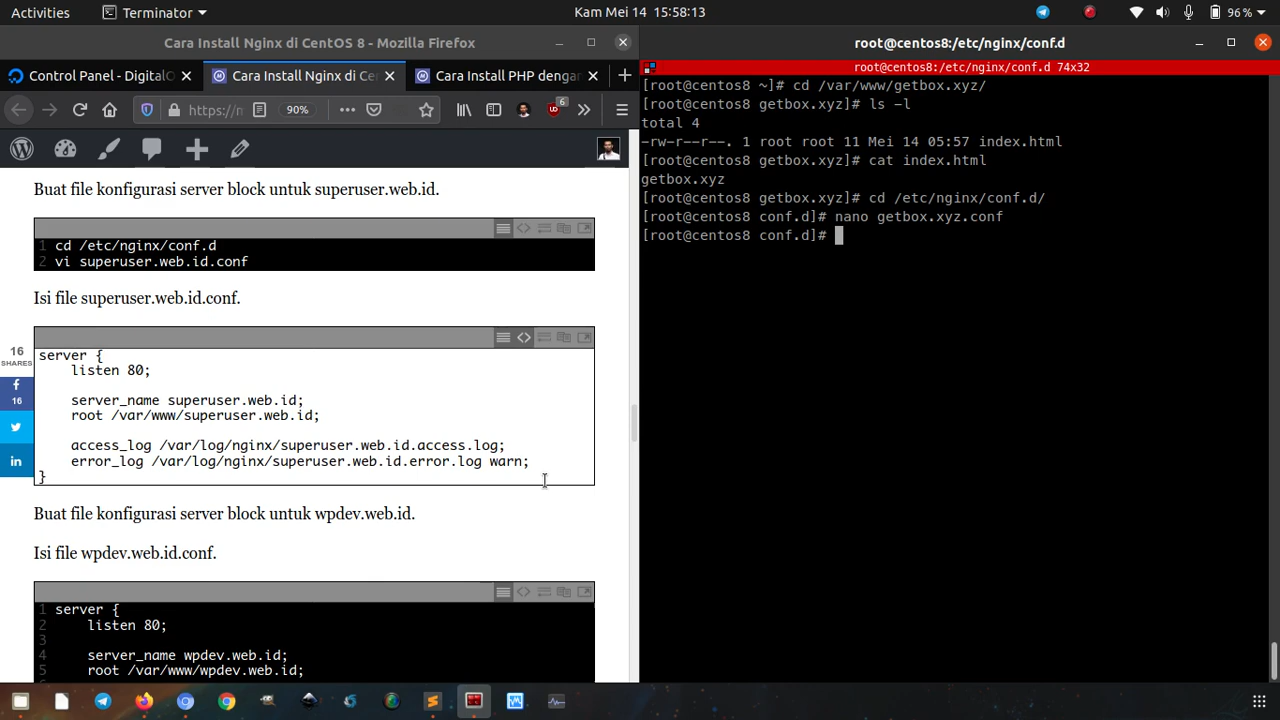 Activities
Terminator
Kam Mei 14 15:58:13
96 %
Cara Install Nginx di CentOS 8 - Mozilla Firefox
root@centos8:/etc/nginx/conf.d
Control Panel - DigitalO
Cara Install Nginx di Cen
Cara Install PHP dengan
root@centos8:/etc/nginx/conf.d 74x32
https://n
90%
6
Buat file konfigurasi server block untuk superuser.web.id.
1 cd /etc/nginx/conf.d
2 vi superuser.web.id.conf
Isi file superuser.web.id.conf.
server {
listen 80;
server_name superuser.web.id;
root /var/www/superuser.web.id;
access_log /var/log/nginx/superuser.web.id.access.log;
error_log /var/log/nginx/superuser.web.id.error.log warn;
}
16
SHARES
16
Buat file konfigurasi server block untuk wpdev.web.id.
Isi file wpdev.web.id.conf.
1 server {
2 listen 80;
3
4 server_name wpdev.web.id;
5 root /var/www/wpdev.web.id;
[root@centos8 ~]# cd /var/www/getbox.xyz/
[root@centos8 getbox.xyz]# ls -l
total 4
-rw-r--r--. 1 root root 11 Mei 14 05:57 index.html
[root@centos8 getbox.xyz]# cat index.html
getbox.xyz
[root@centos8 getbox.xyz]# cd /etc/nginx/conf.d/
[root@centos8 conf.d]# nano getbox.xyz.conf
[root@centos8 conf.d]#